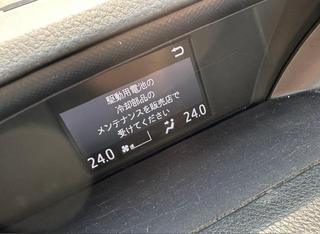 駆動用電池の
冷却部品の
メンテナンスを販売店で
受けてください
24.0 24.0